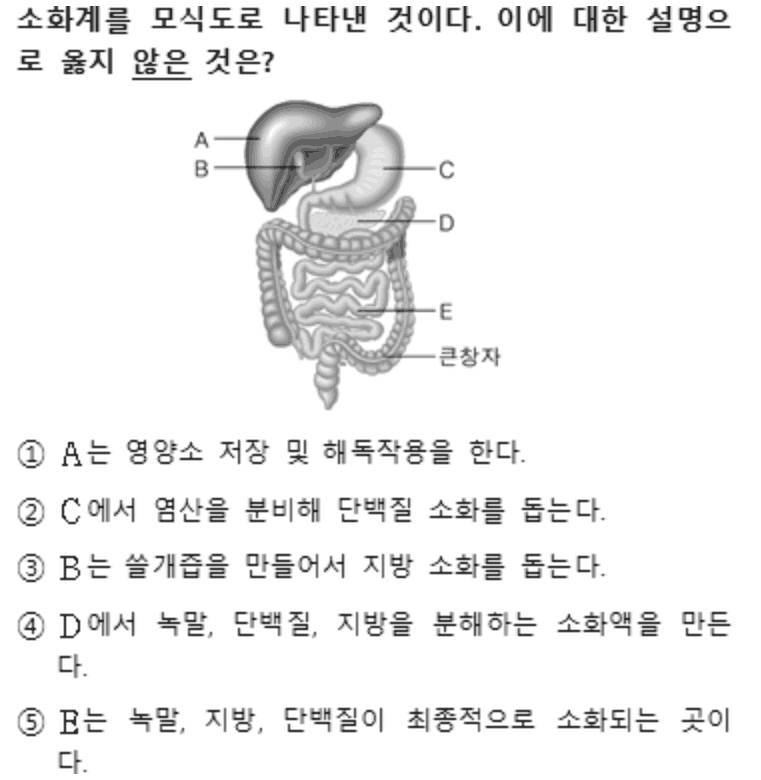 소화계를 모식도로 나타낸 것이다. 이에 대한 설명으
로 옳지 않은 것은?
A
B
C
D
E
큰창자
① A는 영양소 저장 및 해독작용을 한다.
② C에서 염산을 분비해 단백질 소화를 돕는다.
③ B는 쓸개즙을 만들어서 지방 소화를 돕는다.
④ D에서 녹말, 단백질, 지방을 분해하는 소화액을 만든
다.
⑤ E는 녹말, 지방, 단백질이 최종적으로 소화되는 곳이
다.